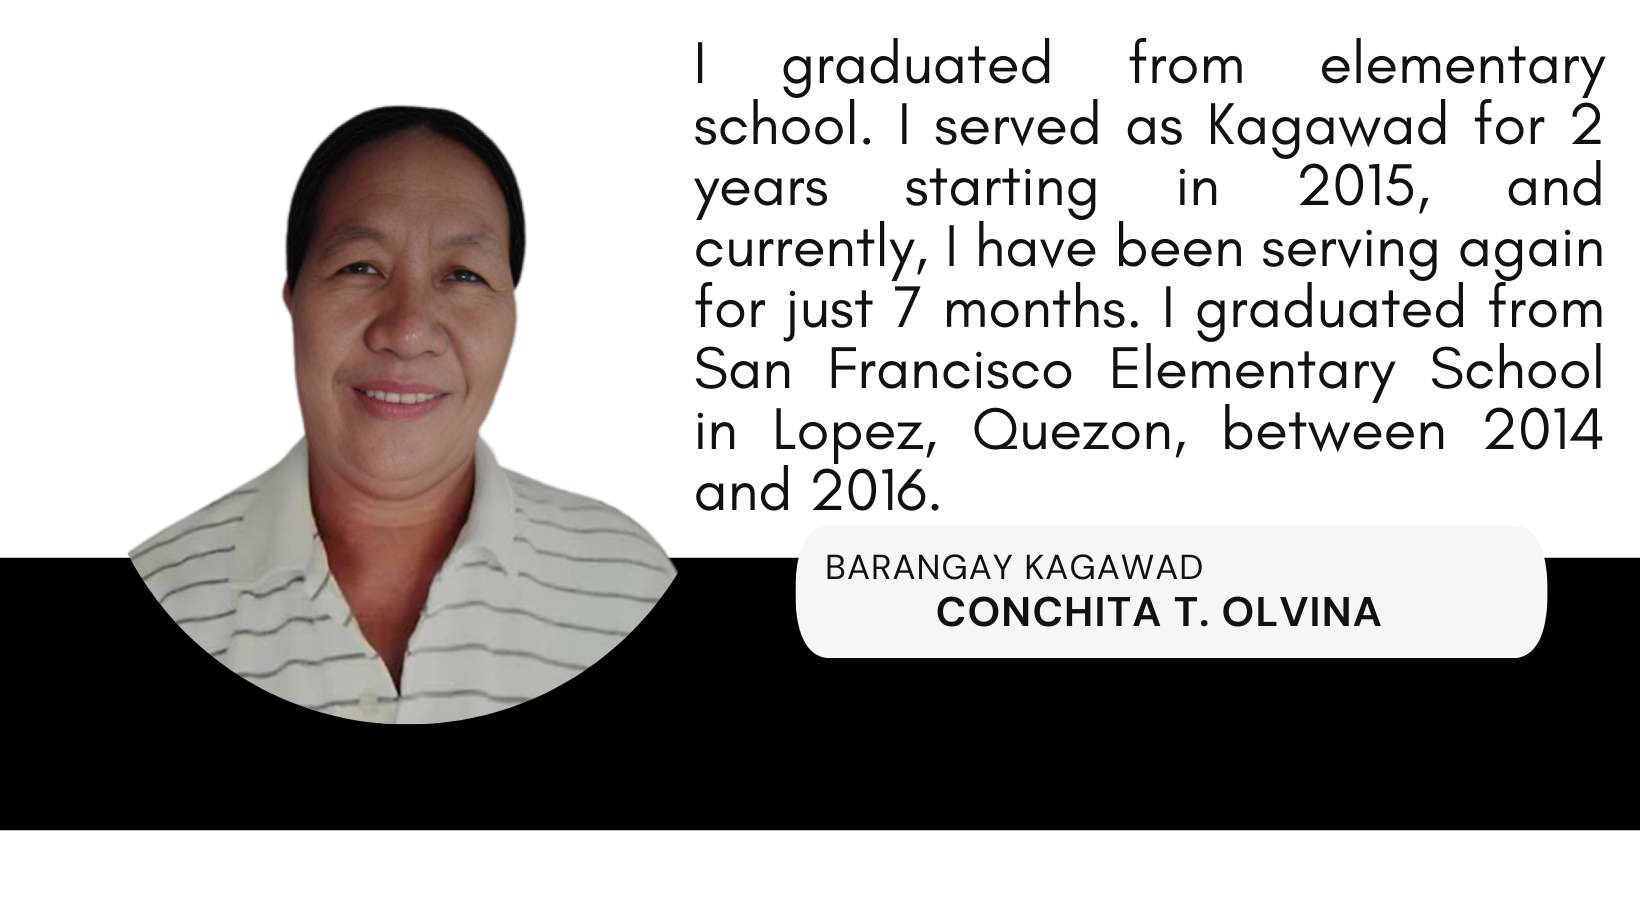 I graduated from elementary
school. I served as Kagawad for 2
years starting in 2015, and
currently, I have been serving again
for just 7 months. I graduated from
San Francisco Elementary School
in Lopez, Quezon, between 2014
and 2016.
BARANGAY KAGAWAD
CONCHITA T. OLVINA